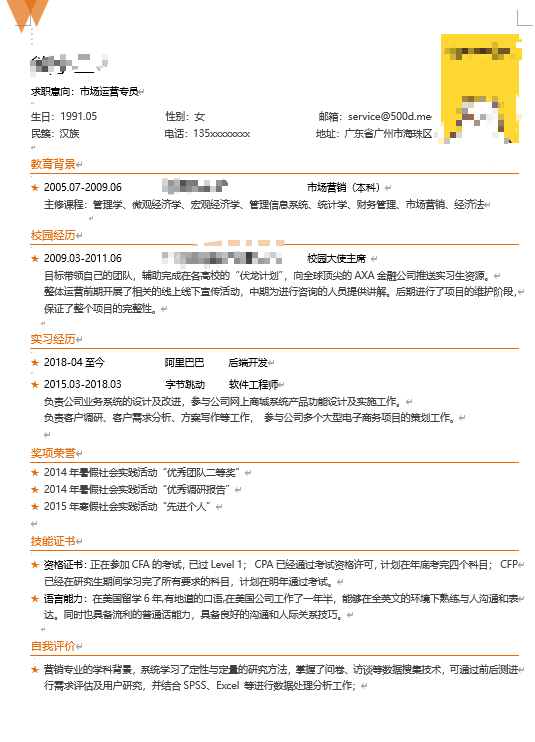 求职意向：市场运营专员
生日：1991.05 性别：女 邮箱：service@500d.me
民族：汉族 电话：135xxxxxxxx 地址：广东省广州市海珠区
教育背景
★ 2005.07-2009.06 市场营销（本科）
主修课程：管理学、微观经济学、宏观经济学、管理信息系统、统计学、财务管理、市场营销、经济法
校园经历
★ 2009.03-2011.06 校园大使主席
目标带领自己的团队，辅助完成在各高校的“伏龙计划”，向全球顶尖的 AXA 金融公司推送实习生资源。
整体运营前期开展了相关的线上线下宣传活动，中期为进行咨询的人员提供讲解。后期进行了项目的维护阶段，
保证了整个项目的完整性。
实习经历
★ 2018-04 至今 阿里巴巴 后端开发
★ 2015.03-2018.03 字节跳动 软件工程师
负责公司业务系统的设计及改进，参与公司网上商城系统产品功能设计及实施工作。
负责客户调研、客户需求分析、方案写作等工作， 参与公司多个大型电子商务项目的策划工作。
奖项荣誉
★ 2014 年暑假社会实践活动“优秀团队二等奖”
★ 2014 年暑假社会实践活动“优秀调研报告”
★ 2015 年寒假社会实践活动“先进个人”
技能证书
★ 资格证书：正在参加 CFA 的考试，已过 Level 1； CPA 已经通过考试资格许可，计划在年底考完四个科目； CFP
已经在研究生期间学习完了所有要求的科目，计划在明年通过考试。
★ 语言能力：在美国留学 6 年,有地道的口语,在美国公司工作了一年半，能够在全英文的环境下熟练与人沟通和表
达。同时也具备流利的普通话能力，具备良好的沟通和人际关系技巧。
自我评价
★ 营销专业的学科背景，系统学习了定性与定量的研究方法，掌握了问卷、访谈等数据搜集技术，可通过前后测进
行需求评估及用户研究，并结合 SPSS、Excel 等进行数据处理分析工作；